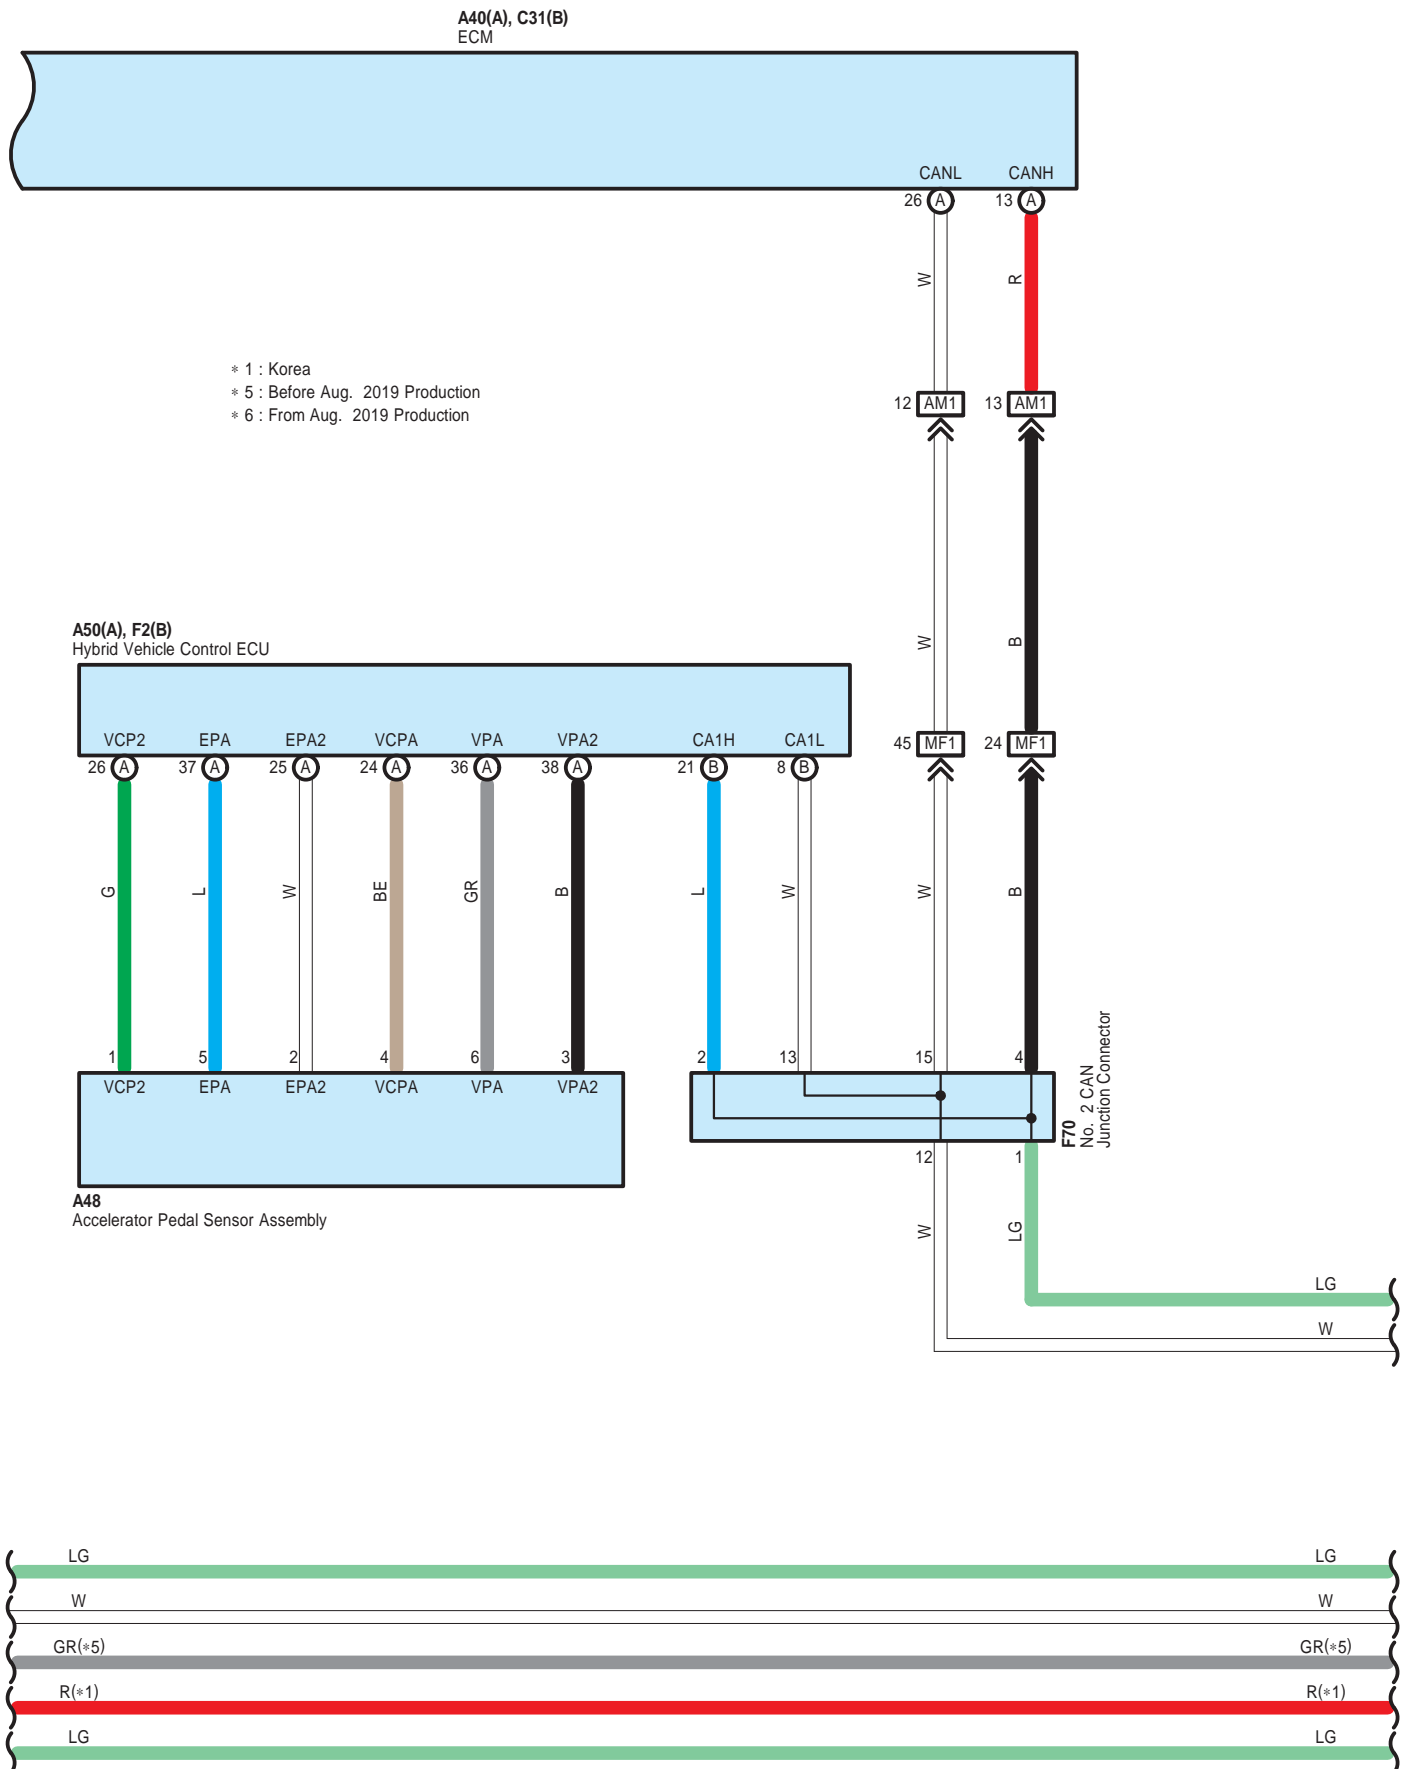 A40(A), C31(B)
ECM
CANL CANH
26 A 13 A
W R
* 1 : Korea
* 5 : Before Aug. 2019 Production
* 6 : From Aug. 2019 Production
12 AM1 13 AM1
W B
A50(A), F2(B)
Hybrid Vehicle Control ECU
VCP2 EPA EPA2 VCPA VPA VPA2 CA1H CA1L
45 MF1 24 MF1
26 A 37 A 25 A 24 A 36 A 38 A 21 B 8 B
G L W BE GR B L W W B
1 5 2 4 6 3 2 13 15 4
VCP2 EPA EPA2 VCPA VPA VPA2
F70
No. 2 CAN
Junction Connector
12 1
A48
Accelerator Pedal Sensor Assembly
W LG
LG
W
LG LG
W W
GR(*5) GR(*5)
R(*1) R(*1)
LG LG